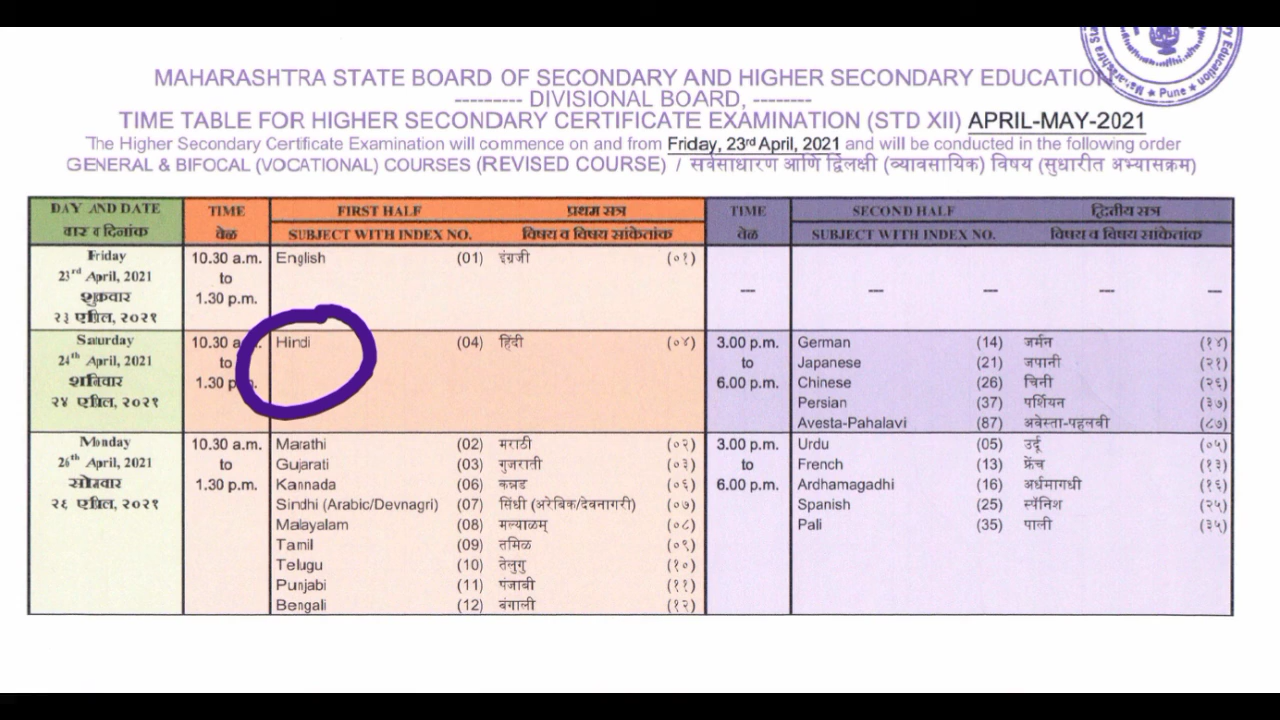 MAHARASHTRA STATE BOARD OF SECONDARY AND HIGHER SECONDARY EDUCATION,
--------- DIVISIONAL BOARD, --------
TIME TABLE FOR HIGHER SECONDARY CERTIFICATE EXAMINATION (STD XII) APRIL-MAY-2021
The Higher Secondary Certificate Examination will commence on and from Friday, 23rd April, 2021 and will be conducted in the following order
GENERAL & BIFOCAL (VOCATIONAL) COURSES (REVISED COURSE) / सर्वसाधारण आणि द्विलक्षी (व्यावसायिक) विषय (सुधारीत अभ्यासक्रम)
Education
★ Pune ★
DAY AND DATE TIME FIRST HALF प्रथम सत्र TIME SECOND HALF द्वितीय सत्र
वार व दिनांक वेळ SUBJECT WITH INDEX NO. विषय व विषय सांकेतांक वेळ SUBJECT WITH INDEX NO. विषय व विषय सांकेतांक
Friday 10.30 a.m. English (01) इंग्रजी (०१)
23rd April, 2021 to
शुक्रवार 1.30 p.m. --- --- --- --- ---
२३ एप्रिल, २०२१
Saturday 10.30 a.m. Hindi (04) हिंदी (०४) 3.00 p.m. German (14) जर्मन (१४)
24th April, 2021 to to Japanese (21) जपानी (२१)
शनिवार 1.30 p.m. 6.00 p.m. Chinese (26) चिनी (२६)
२४ एप्रिल, २०२१ Persian (37) पर्शियन (३७)
Avesta-Pahalavi (87) अवेस्ता-पहलवी (८७)
Monday 10.30 a.m. Marathi (02) मराठी (०२) 3.00 p.m. Urdu (05) उर्दू (०५)
26th April, 2021 to Gujarati (03) गुजराती (०३) to French (13) फ्रेंच (१३)
सोमवार 1.30 p.m. Kannada (06) कन्नड (०६) 6.00 p.m. Ardhamagadhi (16) अर्धमागधी (१६)
२६ एप्रिल, २०२१ Sindhi (Arabic/Devnagri) (07) सिंधी (अरेबिक/देवनागरी) (०७) Spanish (25) स्पॅनिश (२५)
Malayalam (08) मल्याळम् (०८) Pali (35) पाली (३५)
Tamil (09) तमिळ (०९)
Telugu (10) तेलुगु (१०)
Punjabi (11) पंजाबी (११)
Bengali (12) बंगाली (१२)